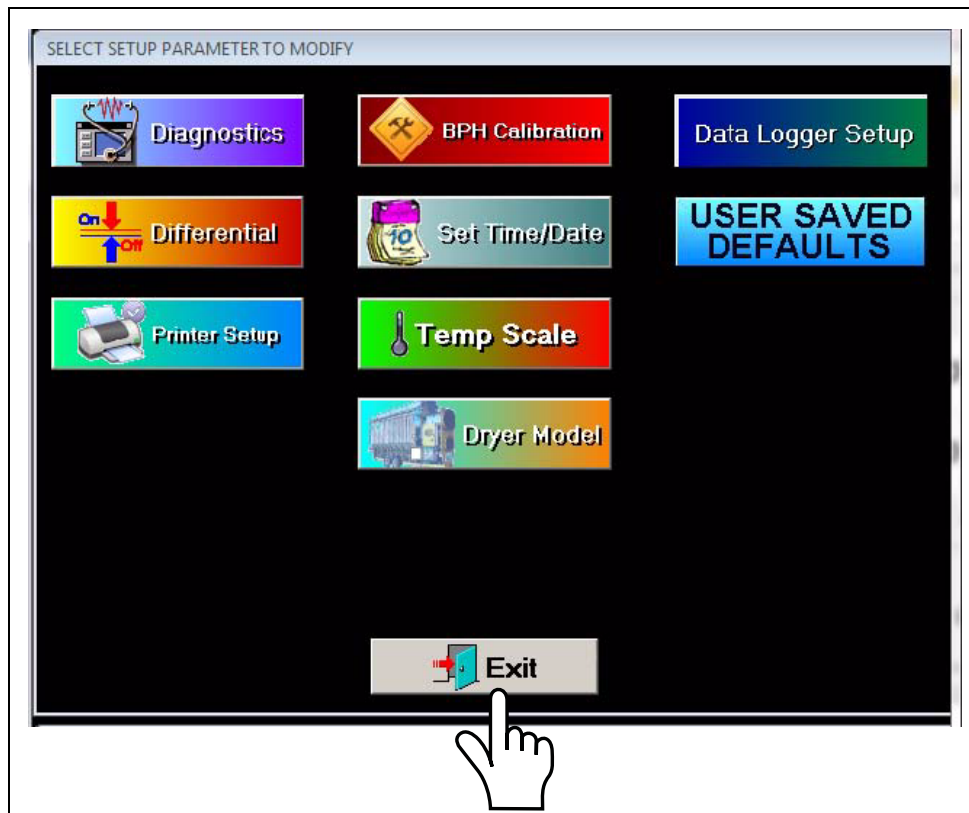 SELECT SETUP PARAMETER TO MODIFY
Diagnostics
BPH Calibration
Data Logger Setup
On
Off
Differential
10
Set Time/Date
USER SAVED
DEFAULTS
Printer Setup
Temp Scale
Dryer Model
Exit